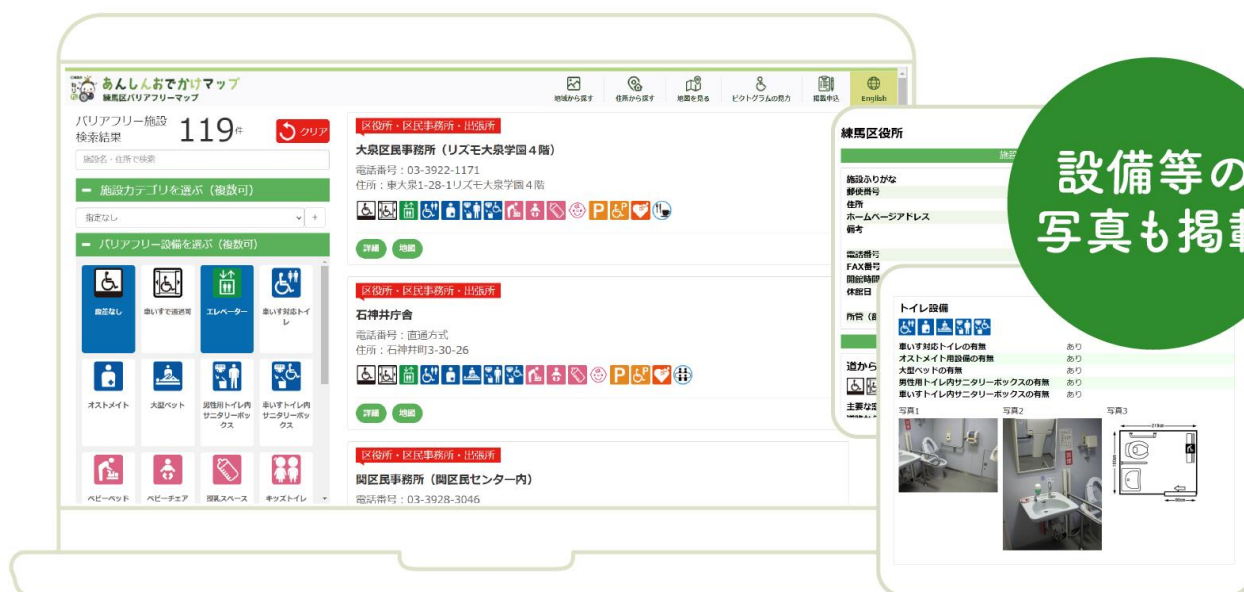 あんしんおでかけマップ
練馬区バリアフリーマップ
地域から探す
住所から探す
地図を見る
ピクトグラムの見方
掲載申込
English
バリアフリー施設
検索結果
119件
クリア
施設名・住所で検索
施設カテゴリを選ぶ（複数可）
指定なし
バリアフリー設備を選ぶ（複数可）
段差なし
車いすで通過可
エレベーター
車いす対応トイ
レ
オストメイト
大型ベット
男性用トイレ内
サニタリーボッ
クス
車いすトイレ内
サニタリーボッ
クス
ベビーベッド
ベビーチェア
授乳スペース
キッズトイレ
区役所・区民事務所・出張所
大泉区民事務所（リズモ大泉学園４階）
電話番号：03-3922-1171
住所：東大泉1-28-1リズモ大泉学園４階
詳細
地図
区役所・区民事務所・出張所
石神井庁舎
電話番号：直通方式
住所：石神井町3-30-26
詳細
地図
区役所・区民事務所・出張所
関区民事務所（関区民センター内）
電話番号：03-3928-3046
練馬区役所
施設ふりがな
郵便番号
住所
ホームページアドレス
備考
電話番号
FAX番号
開館時間
休館日
道から
設備等の
写真も掲載
トイレ設備
車いす対応トイレの有無 あり
オストメイト用設備の有無 あり
大型ベッドの有無 あり
男性用トイレ内サニタリーボックスの有無 あり
車いすトイレ内サニタリーボックスの有無 あり
写真1
写真2
写真3